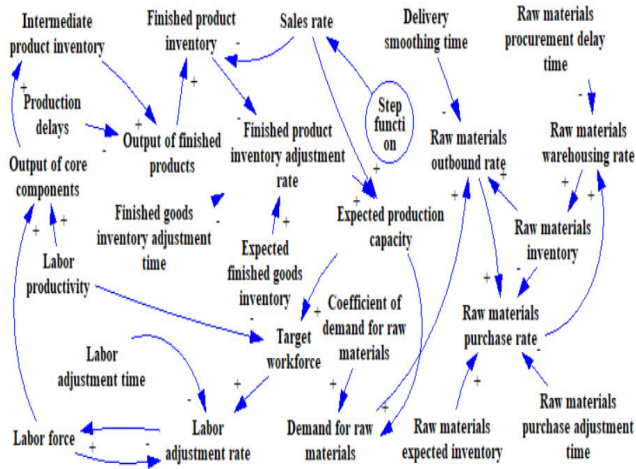 Intermediate
product inventory
Finished product
inventory
Sales rate
Delivery
smoothing time
Raw materials
procurement delay
time
Production
delays
Output of finished
products
Step
functi
on
Finished product
inventory adjustment
rate
Raw materials
outbound rate
Raw materials
warehousing rate
Output of core
components
Finished goods
inventory adjustment
time
Expected production
capacity
Labor
productivity
Expected
finished goods
inventory
Raw materials
inventory
Coefficient of
demand for raw
materials
Raw materials
purchase rate
Target
workforce
Labor
adjustment time
Labor force
Labor
adjustment rate
Demand for raw
materials
Raw materials
expected inventory
Raw materials
purchase adjustment
time